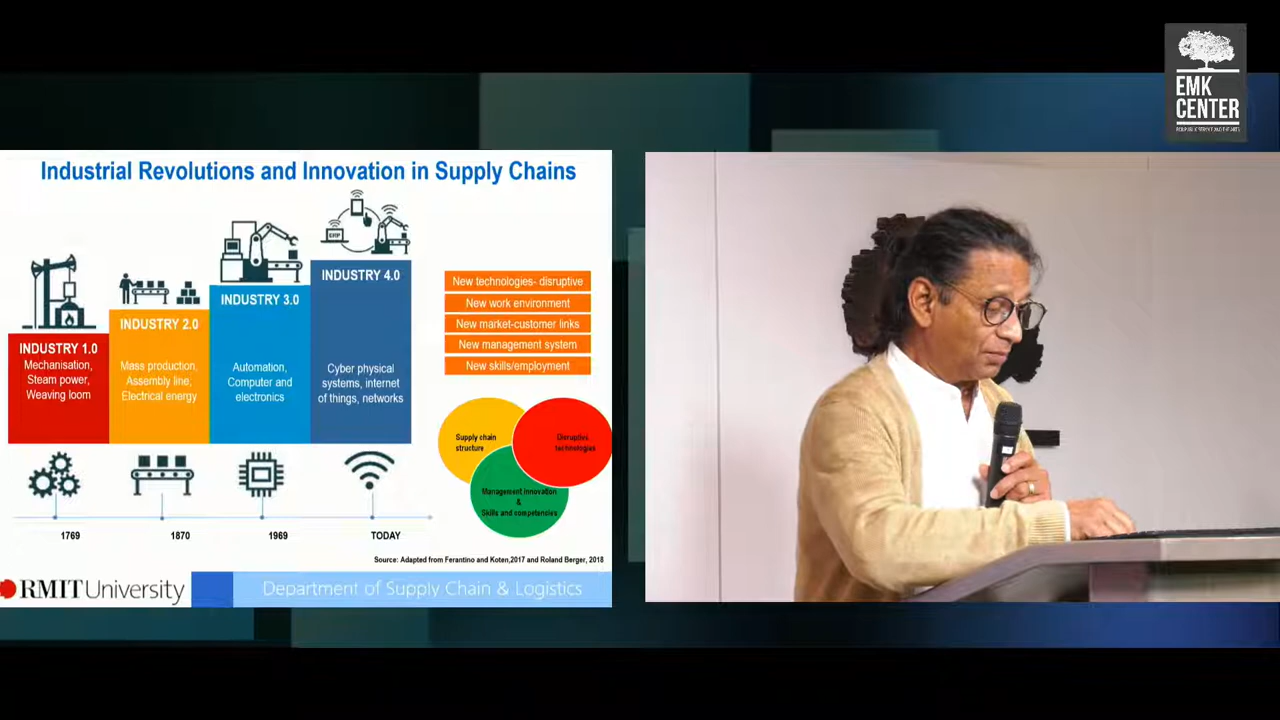 EMK
CENTER
Industrial Revolutions and Innovation in Supply Chains
INDUSTRY 1.0
Mechanisation,
Steam power,
Weaving loom
INDUSTRY 2.0
Mass production,
Assembly line,
Electrical energy
INDUSTRY 3.0
Automation,
Computer and
electronics
ERP
INDUSTRY 4.0
Cyber physical
systems, internet
of things, networks
New technologies- disruptive
New work environment
New market-customer links
New management system
New skills/employment
Supply chain
structure
Disruptive
technologies
Management innovation
&
Skills and competencies
1769
1870
1969
TODAY
Source: Adapted from Ferantino and Koten,2017 and Roland Berger, 2018
RMIT University
Department of Supply Chain & Logistics